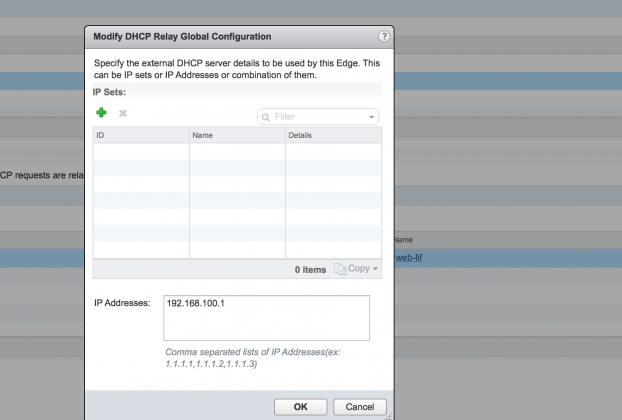 Modify DHCP Relay Global Configuration
?
Specify the external DHCP server details to be used by this Edge. This
can be IP sets or IP Addresses or combination of them.
IP Sets:
Filter
ID Name Details
CP requests are rela
Name
web-lif
0 items Copy
IP Addresses: 192.168.100.1
Comma separated lists of IP Addresses(ex:
1.1.1.1,1.1.1.2,1.1.1.3)
OK Cancel